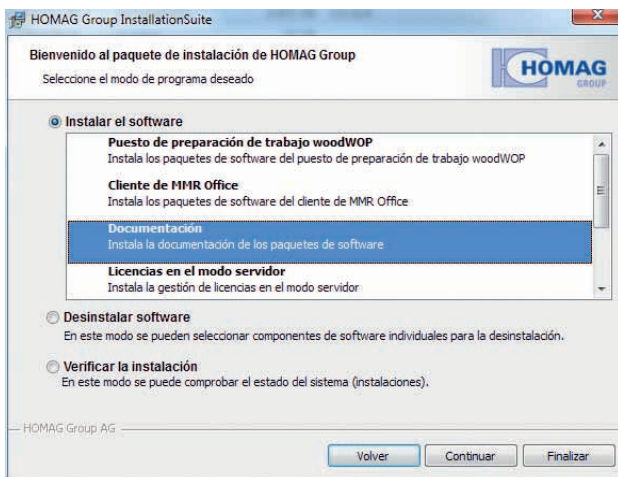 HOMAG Group InstallationSuite
Bienvenido al paquete de instalación de HOMAG Group
Seleccione el modo de programa deseado
HOMAG
GROUP
Instalar el software
Puesto de preparación de trabajo woodWOP
Instala los paquetes de software del puesto de preparación de trabajo woodWOP
Cliente de MMR Office
Instala los paquetes de software del cliente de MMR Office
Documentación
Instala la documentación de los paquetes de software
Licencias en el modo servidor
Instala la gestión de licencias en el modo servidor
Desinstalar software
En este modo se pueden seleccionar componentes de software individuales para la desinstalación.
Verificar la instalación
En este modo se puede comprobar el estado del sistema (instalaciones).
HOMAG Group AG
Volver Continuar Finalizar